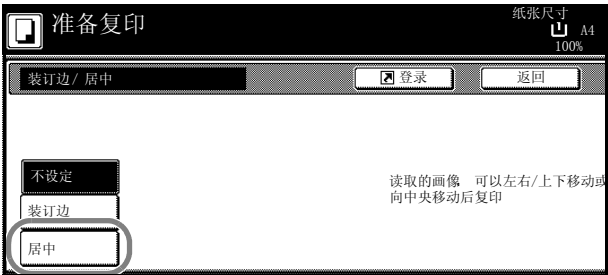 准备复印
纸张尺寸
A4
100%
装订边/ 居中
登录
返回
不设定
装订边
居中
读取的画像 可以左右/上下移动或
向中央移动后复印